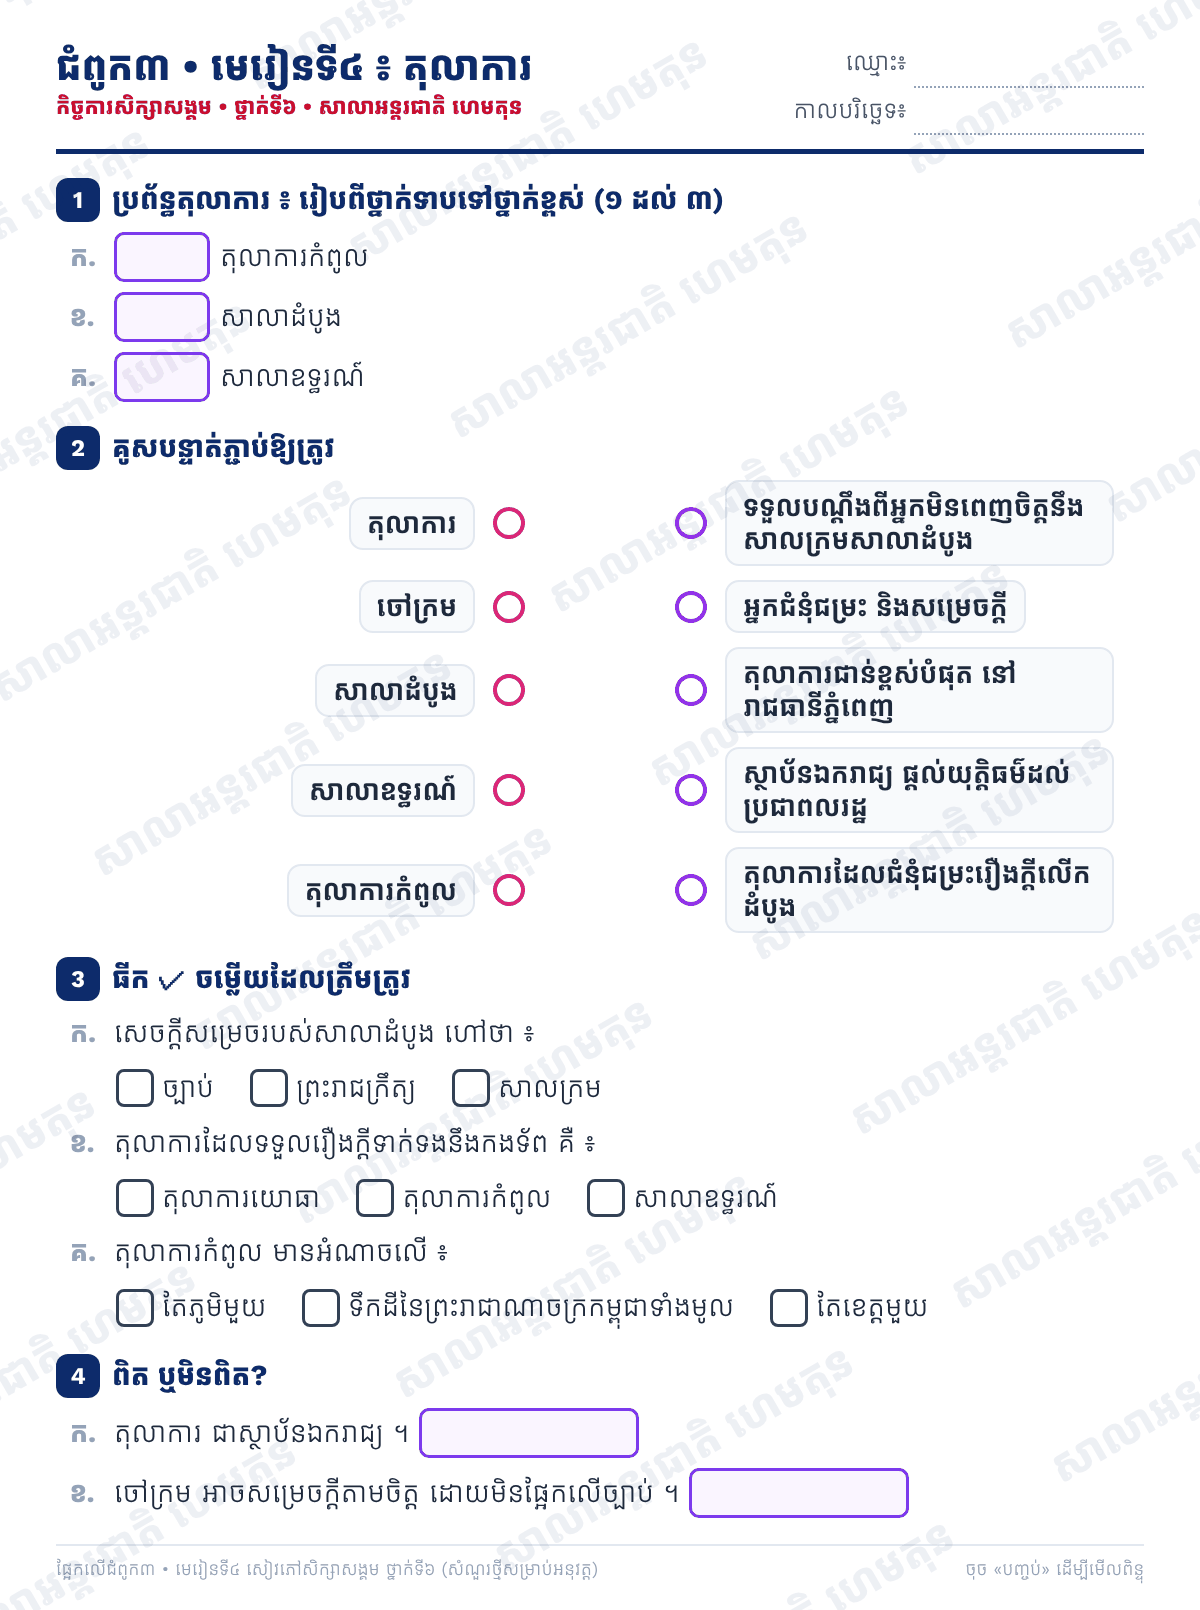 ជំពូក៣ • មេរៀនទី៤ ៖ តុលាការ
កិច្ចការសិក្សាសង្គម • ថ្នាក់ទី៦ • សាលាអន្តរជាតិ ហេមតុន
ឈ្មោះ៖
កាលបរិច្ឆេទ៖
1 ប្រព័ន្ធតុលាការ ៖ រៀបពីថ្នាក់ទាបទៅថ្នាក់ខ្ពស់ (១ ដល់ ៣)
ក. តុលាការកំពូល
ខ. សាលាដំបូង
គ. សាលាឧទ្ធរណ៍
2 គូសបន្ទាត់ភ្ជាប់ឱ្យត្រូវ
តុលាការ
ទទួលបណ្ដឹងពីអ្នកមិនពេញចិត្តនឹង
សាលក្រមសាលាដំបូង
ចៅក្រម
អ្នកជំនុំជម្រះ និងសម្រេចក្ដី
សាលាដំបូង
តុលាការជាន់ខ្ពស់បំផុត នៅ
រាជធានីភ្នំពេញ
សាលាឧទ្ធរណ៍
ស្ថាប័នឯករាជ្យ ផ្ដល់យុត្តិធម៌ដល់
ប្រជាពលរដ្ឋ
តុលាការកំពូល
តុលាការដែលជំនុំជម្រះរឿងក្ដីលើក
ដំបូង
3 ធីក ✓ ចម្លើយដែលត្រឹមត្រូវ
ក. សេចក្ដីសម្រេចរបស់សាលាដំបូង ហៅថា ៖
ច្បាប់ ព្រះរាជក្រឹត្យ សាលក្រម
ខ. តុលាការដែលទទួលរឿងក្ដីទាក់ទងនឹងកងទ័ព គឺ ៖
តុលាការយោធា តុលាការកំពូល សាលាឧទ្ធរណ៍
គ. តុលាការកំពូល មានអំណាចលើ ៖
តែភូមិមួយ ទឹកដីនៃព្រះរាជាណាចក្រកម្ពុជាទាំងមូល តែខេត្តមួយ
4 ពិត ឬមិនពិត?
ក. តុលាការ ជាស្ថាប័នឯករាជ្យ ។
ខ. ចៅក្រម អាចសម្រេចក្ដីតាមចិត្ត ដោយមិនផ្អែកលើច្បាប់ ។
ផ្អែកលើជំពូក៣ • មេរៀនទី៤ សៀវភៅសិក្សាសង្គម ថ្នាក់ទី៦ (សំណួរថ្មីសម្រាប់អនុវត្ត)
ចុច «បញ្ចប់» ដើម្បីមើលពិន្ទុ